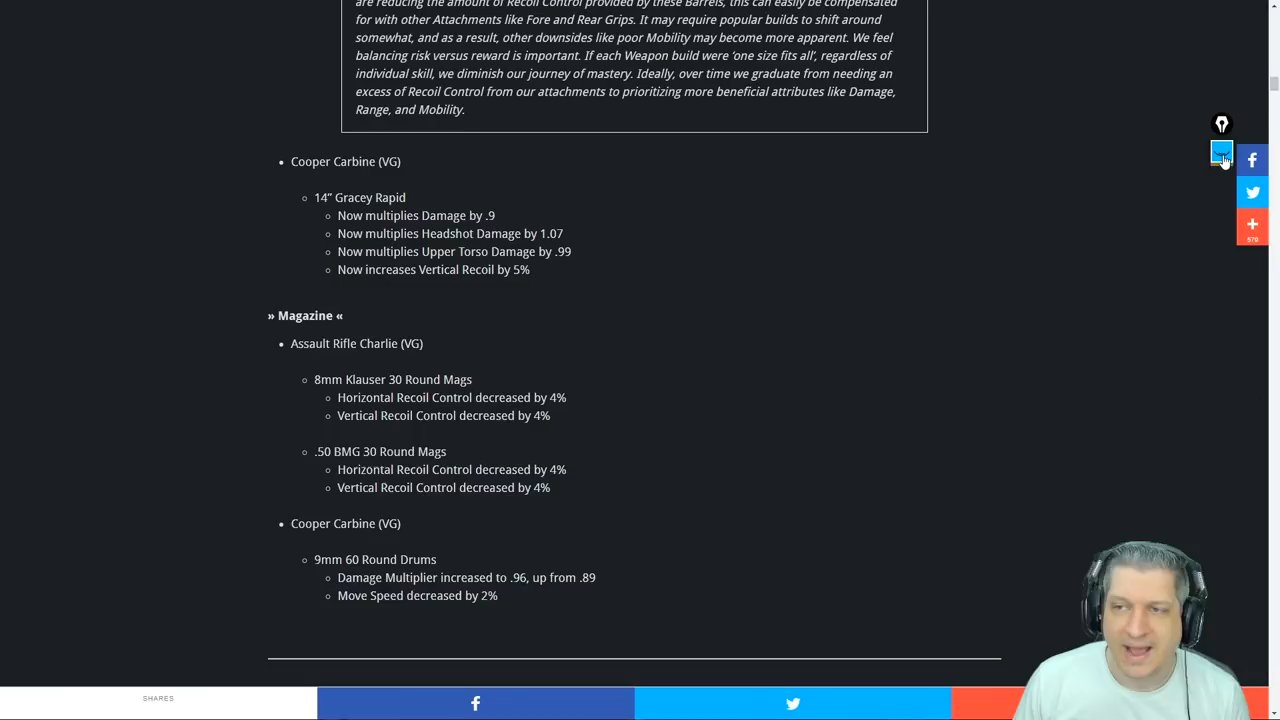 are reducing the amount of Recoil Control provided by these Barrels, this can easily be compensated
for with other Attachments like Fore and Rear Grips. It may require popular builds to shift around
somewhat, and as a result, other downsides like poor Mobility may become more apparent. We feel
balancing risk versus reward is important. If each Weapon build were ‘one size fits all’, regardless of
individual skill, we diminish our journey of mastery. Ideally, over time we graduate from needing an
excess of Recoil Control from our attachments to prioritizing more beneficial attributes like Damage,
Range, and Mobility.
Cooper Carbine (VG)
14” Gracey Rapid
Now multiplies Damage by .9
Now multiplies Headshot Damage by 1.07
Now multiplies Upper Torso Damage by .99
Now increases Vertical Recoil by 5%
» Magazine «
Assault Rifle Charlie (VG)
8mm Klauser 30 Round Mags
Horizontal Recoil Control decreased by 4%
Vertical Recoil Control decreased by 4%
.50 BMG 30 Round Mags
Horizontal Recoil Control decreased by 4%
Vertical Recoil Control decreased by 4%
Cooper Carbine (VG)
9mm 60 Round Drums
Damage Multiplier increased to .96, up from .89
Move Speed decreased by 2%
579
SHARES